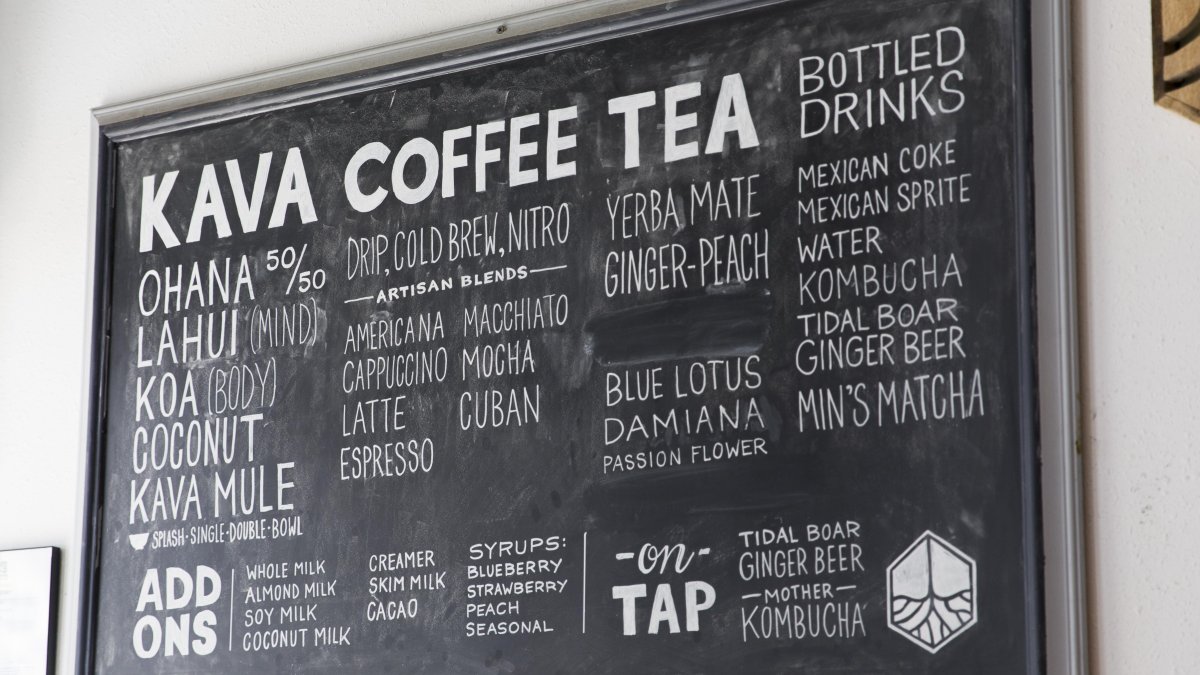 KAVA
OHANA 50/50
LAHUI (MIND)
KOA (BODY)
COCONUT
KAVA MULE
SPLASH·SINGLE·DOUBLE·BOWL
COFFEE
DRIP, COLD BREW, NITRO
ARTISAN BLENDS
AMERICANA
CAPPUCCINO
LATTE
ESPRESSO
MACCHIATO
MOCHA
CUBAN
TEA
YERBA MATE
GINGER-PEACH
BLUE LOTUS
DAMIANA
PASSION FLOWER
BOTTLED
DRINKS
MEXICAN COKE
MEXICAN SPRITE
WATER
KOMBUCHA
TIDAL BOAR
GINGER BEER
MIN'S MATCHA
ADD
ONS
WHOLE MILK
ALMOND MILK
SOY MILK
COCONUT MILK
CREAMER
SKIM MILK
CACAO
SYRUPS:
BLUEBERRY
STRAWBERRY
PEACH
SEASONAL
-on-
TAP
TIDAL BOAR
GINGER BEER
—MOTHER—
KOMBUCHA